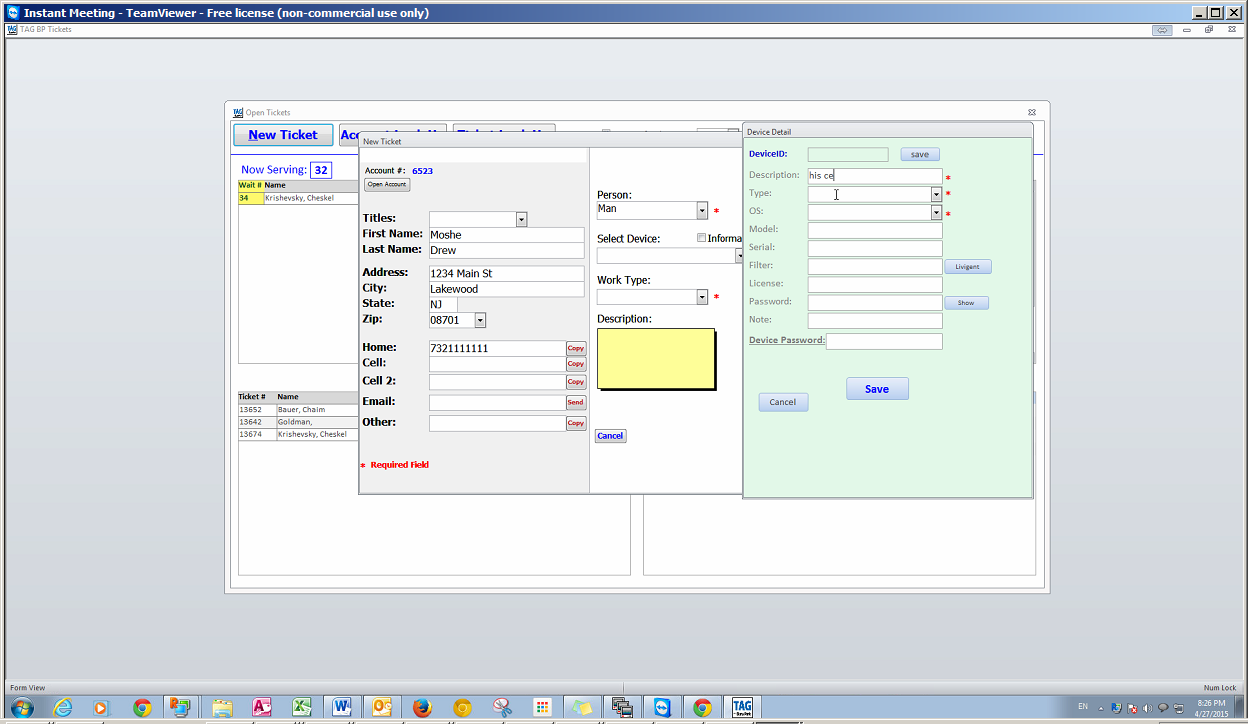 Instant Meeting - TeamViewer - Free license (non-commercial use only)
TAG BP Tickets
Open Tickets
New Ticket
Now Serving: 32
Wait # Name
34 Krishevsky, Cheskel
Ticket # Name
13652 Bauer, Chaim
13642 Goldman,
13674 Krishevsky, Cheskel
New Ticket
Account #: 6523
Open Account
Titles:
First Name: Moshe
Last Name: Drew
Address: 1234 Main St
City: Lakewood
State: NJ
Zip: 08701
Home: 7321111111 Copy
Cell: Copy
Cell 2: Copy
Email: Send
Other: Copy
* Required Field
Person:
Man *
Select Device: Informa
Work Type:
*
Description:
Cancel
Device Detail
DeviceID: save
Description: his ce *
Type: *
OS: *
Model:
Serial:
Filter: Livigent
License:
Password: Show
Note:
Device Password:
Save
Cancel
Form View Num Lock
EN 8:26 PM
4/27/2015